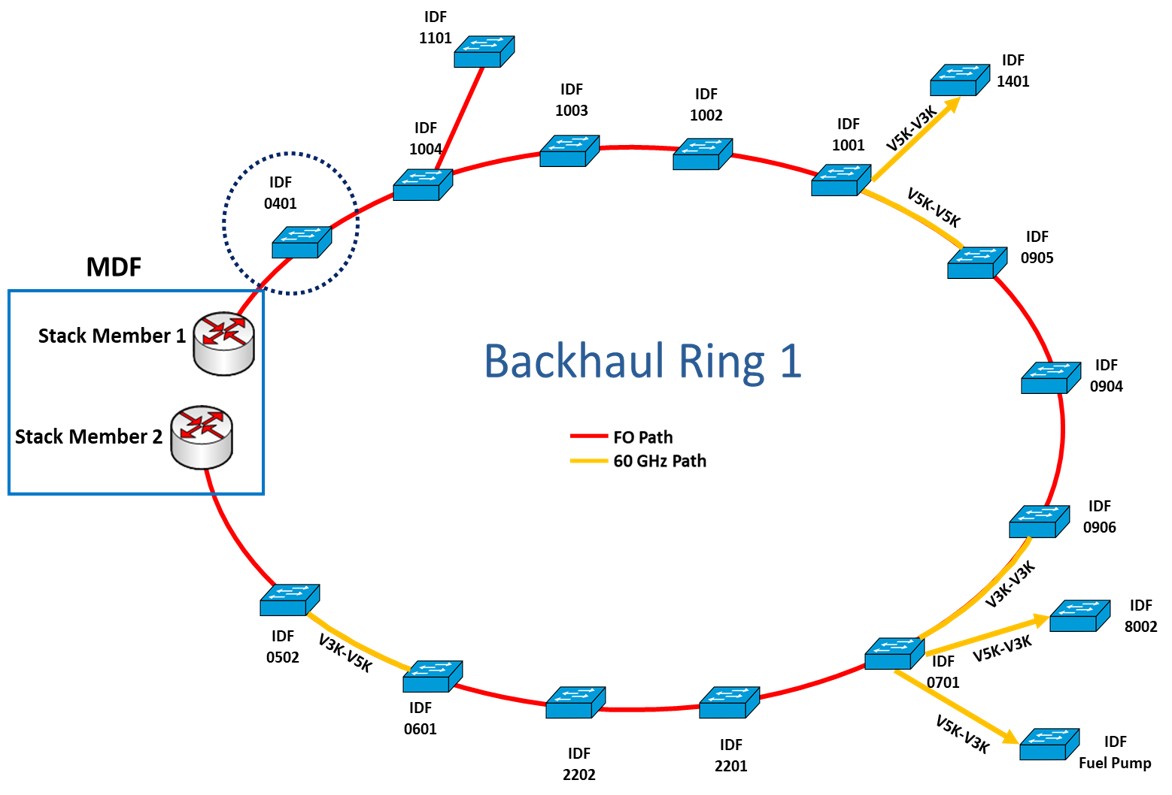 IDF
1101
IDF
1004
IDF
1003
IDF
1002
IDF
1001
IDF
1401
V5K-V3K
IDF
0401
V5K-V5K
IDF
0905
MDF
Stack Member 1
Stack Member 2
Backhaul Ring 1
FO Path
60 GHz Path
IDF
0904
IDF
0906
V3K-V3K
IDF
8002
V5K-V3K
IDF
0701
V5K-V3K
IDF
Fuel Pump
IDF
0502
V3K-V5K
IDF
0601
IDF
2202
IDF
2201